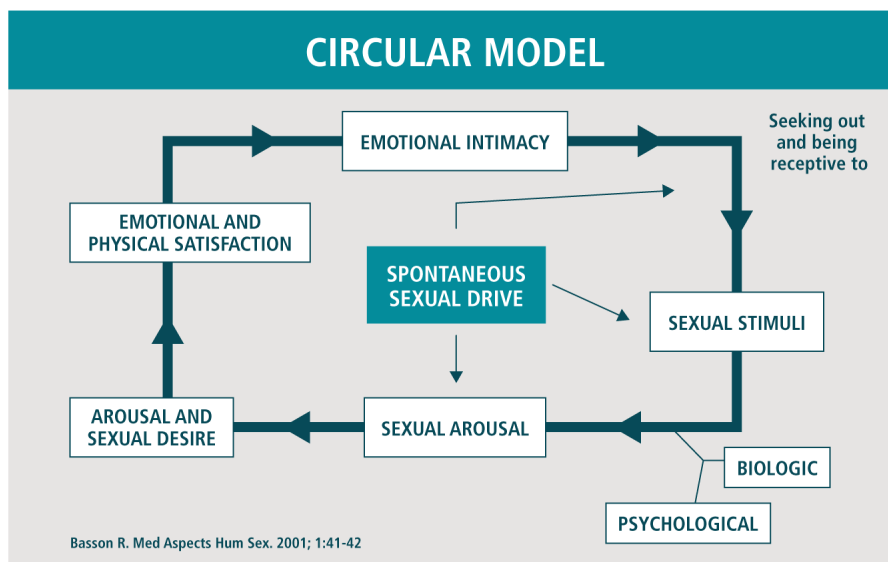 CIRCULAR MODEL
EMOTIONAL INTIMACY
Seeking out
and being
receptive to
EMOTIONAL AND
PHYSICAL SATISFACTION
SPONTANEOUS
SEXUAL DRIVE
SEXUAL STIMULI
AROUSAL AND
SEXUAL DESIRE
SEXUAL AROUSAL
BIOLOGIC
PSYCHOLOGICAL
Basson R. Med Aspects Hum Sex. 2001; 1:41-42